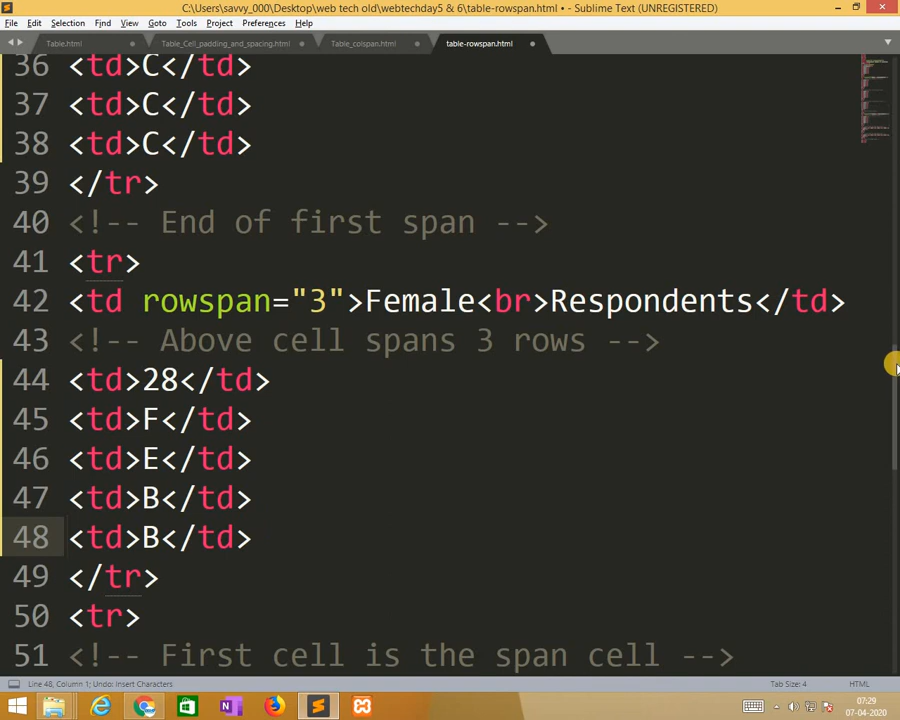 C:\Users\savvy_000\Desktop\web tech old\webtechday5 & 6\table-rowspan.html • - Sublime Text (UNREGISTERED)
File Edit Selection Find View Goto Tools Project Preferences Help
Table.html Table_Cell_padding_and_spacing.html Table_colspan.html table-rowspan.html
36 <td>C</td>
37 <td>C</td>
38 <td>C</td>
39 </tr>
40 <!-- End of first span -->
41 <tr>
42 <td rowspan="3">Female<br>Respondents</td>
43 <!-- Above cell spans 3 rows -->
44 <td>28</td>
45 <td>F</td>
46 <td>E</td>
47 <td>B</td>
48 <td>B</td>
49 </tr>
50 <tr>
51 <!-- First cell is the span cell -->
Line 48, Column 1; Undo: Insert Characters Tab Size: 4 HTML
07:29
07-04-2020